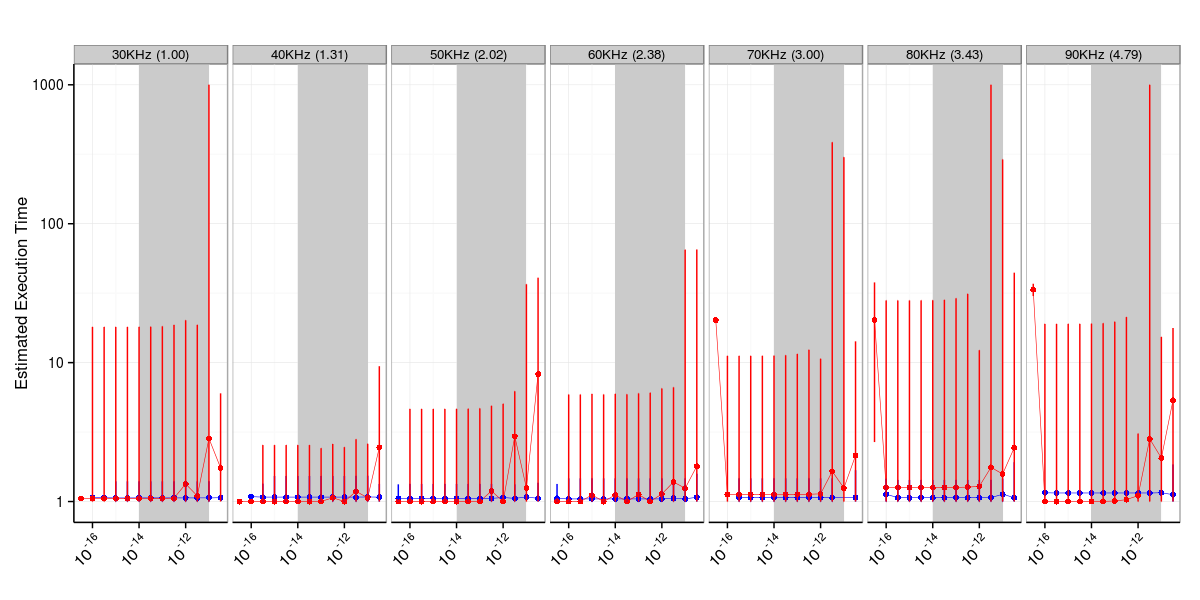 30KHz (1.00) 40KHz (1.31) 50KHz (2.02) 60KHz (2.38) 70KHz (3.00) 80KHz (3.43) 90KHz (4.79)
Estimated Execution Time
1000
100
10
1
10^-16 10^-14 10^-12 10^-16 10^-14 10^-12 10^-16 10^-14 10^-12 10^-16 10^-14 10^-12 10^-16 10^-14 10^-12 10^-16 10^-14 10^-12 10^-16 10^-14 10^-12